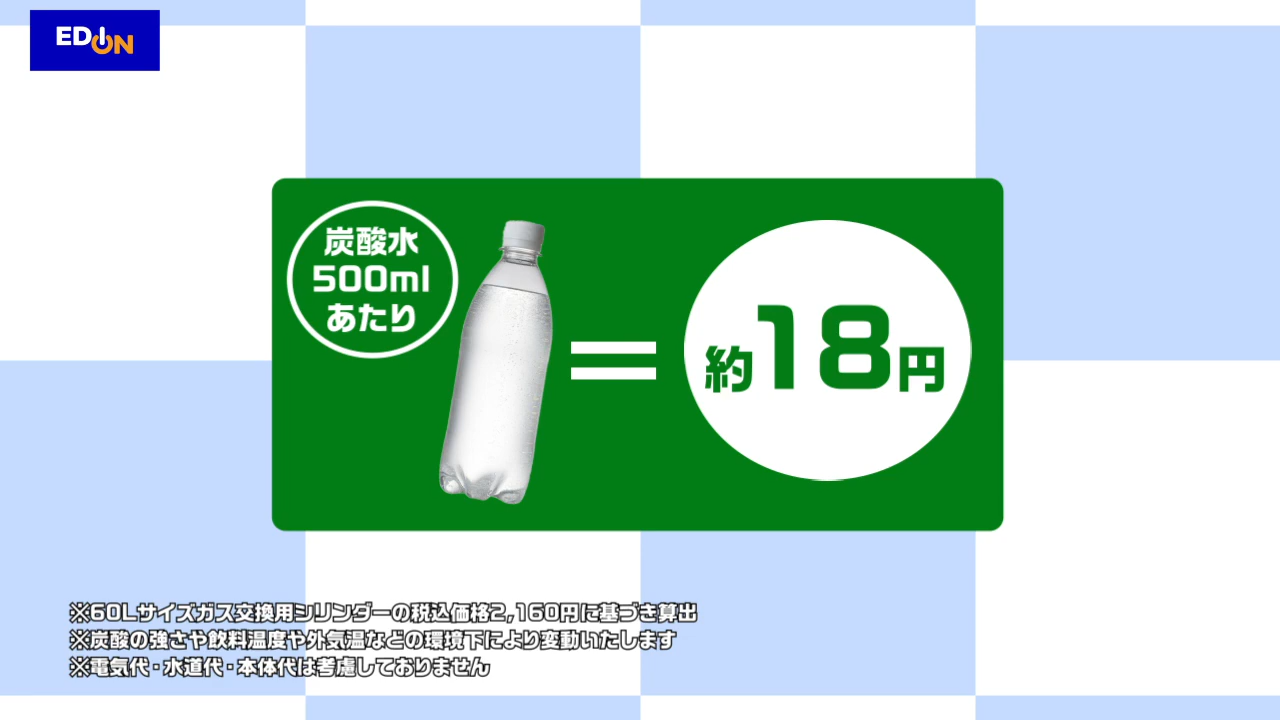 EDION
炭酸水
500ml
あたり
約18円
※60Lサイズガス交換用シリンダーの税込価格2,160円に基づき算出
※炭酸の強さや飲料温度や外気温などの環境下により変動いたします
※電気代・水道代・本体代は考慮しておりません